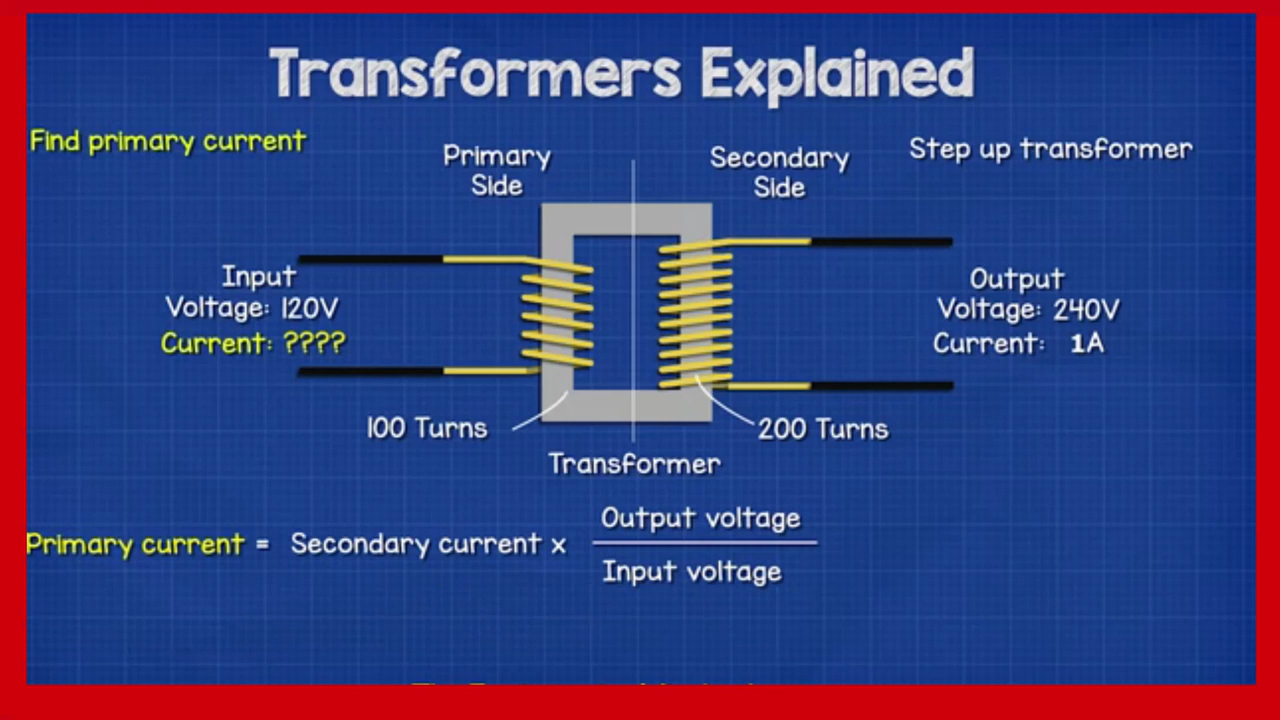 Transformers Explained
Find primary current
Primary
Side
Secondary
Side
Step up transformer
Input
Voltage: 120V
Current: ????
Output
Voltage: 240V
Current: 1A
100 Turns
200 Turns
Transformer
Primary current = Secondary current x
Output voltage
Input voltage